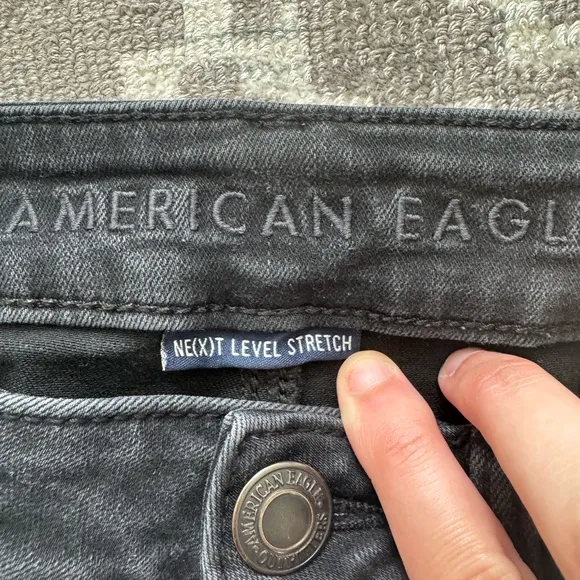 AMERICAN EAGL
NE(X)T LEVEL STRETCH
AMERICAN EAGLE
OUTFITTERS